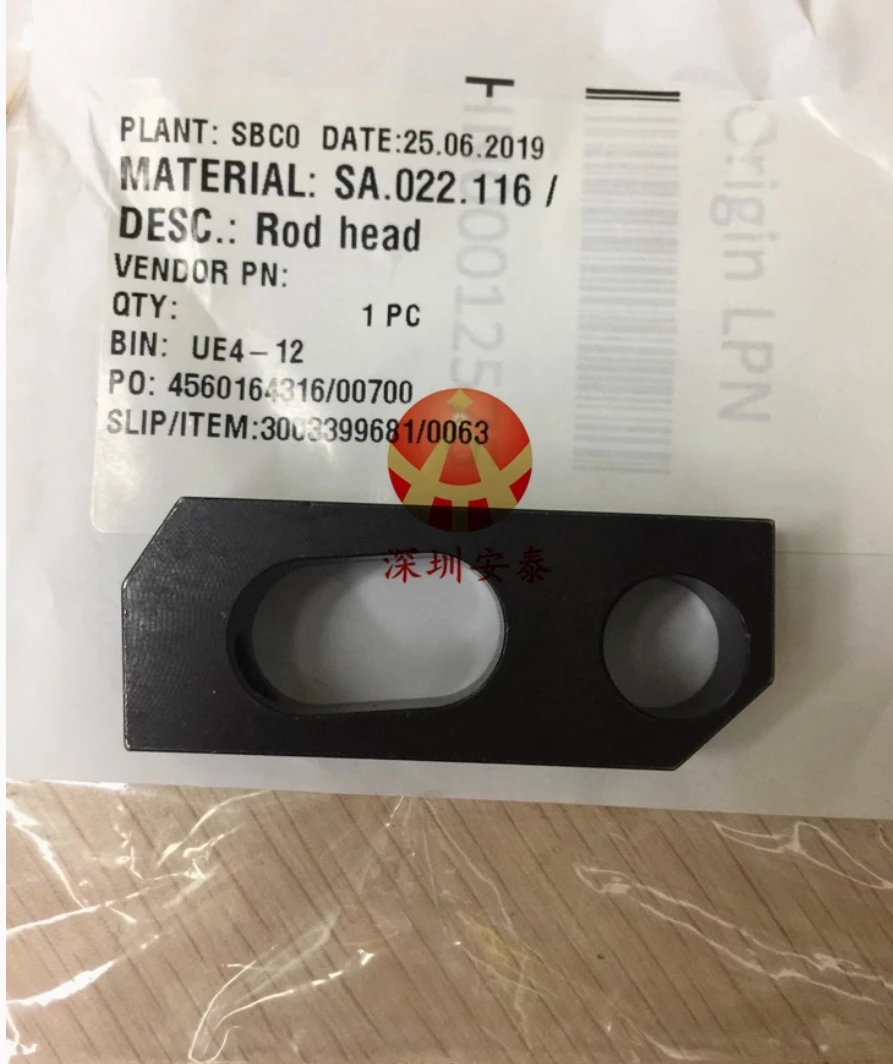 PLANT: SBC0 DATE:25.06.2019
MATERIAL: SA.022.116 /
DESC.: Rod head
VENDOR PN:
QTY: 1 PC
BIN: UE4-12
PO: 4560164316/00700
SLIP/ITEM:3003399681/0063
Origin LPN
深圳安泰